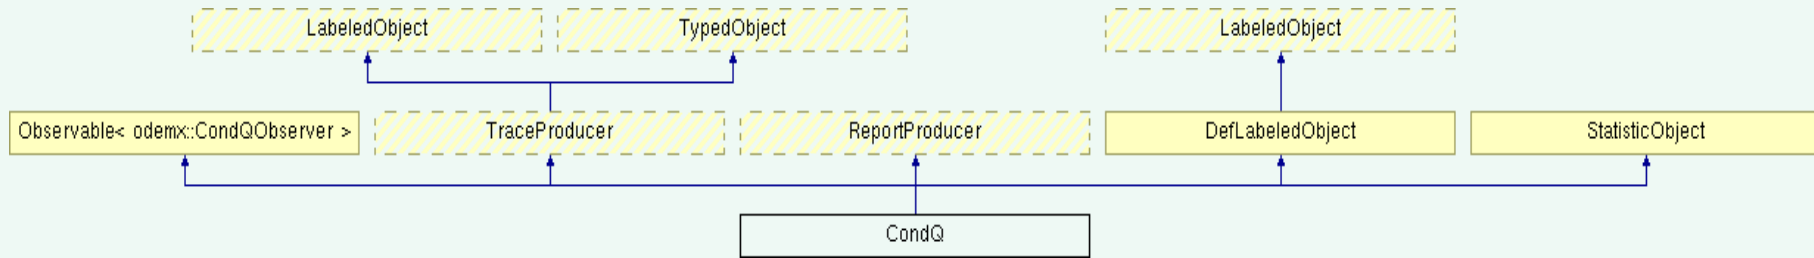 LabeledObject
TypedObject
LabeledObject
Observable< odemx::CondQObserver >
TraceProducer
ReportProducer
DefLabeledObject
StatisticObject
CondQ